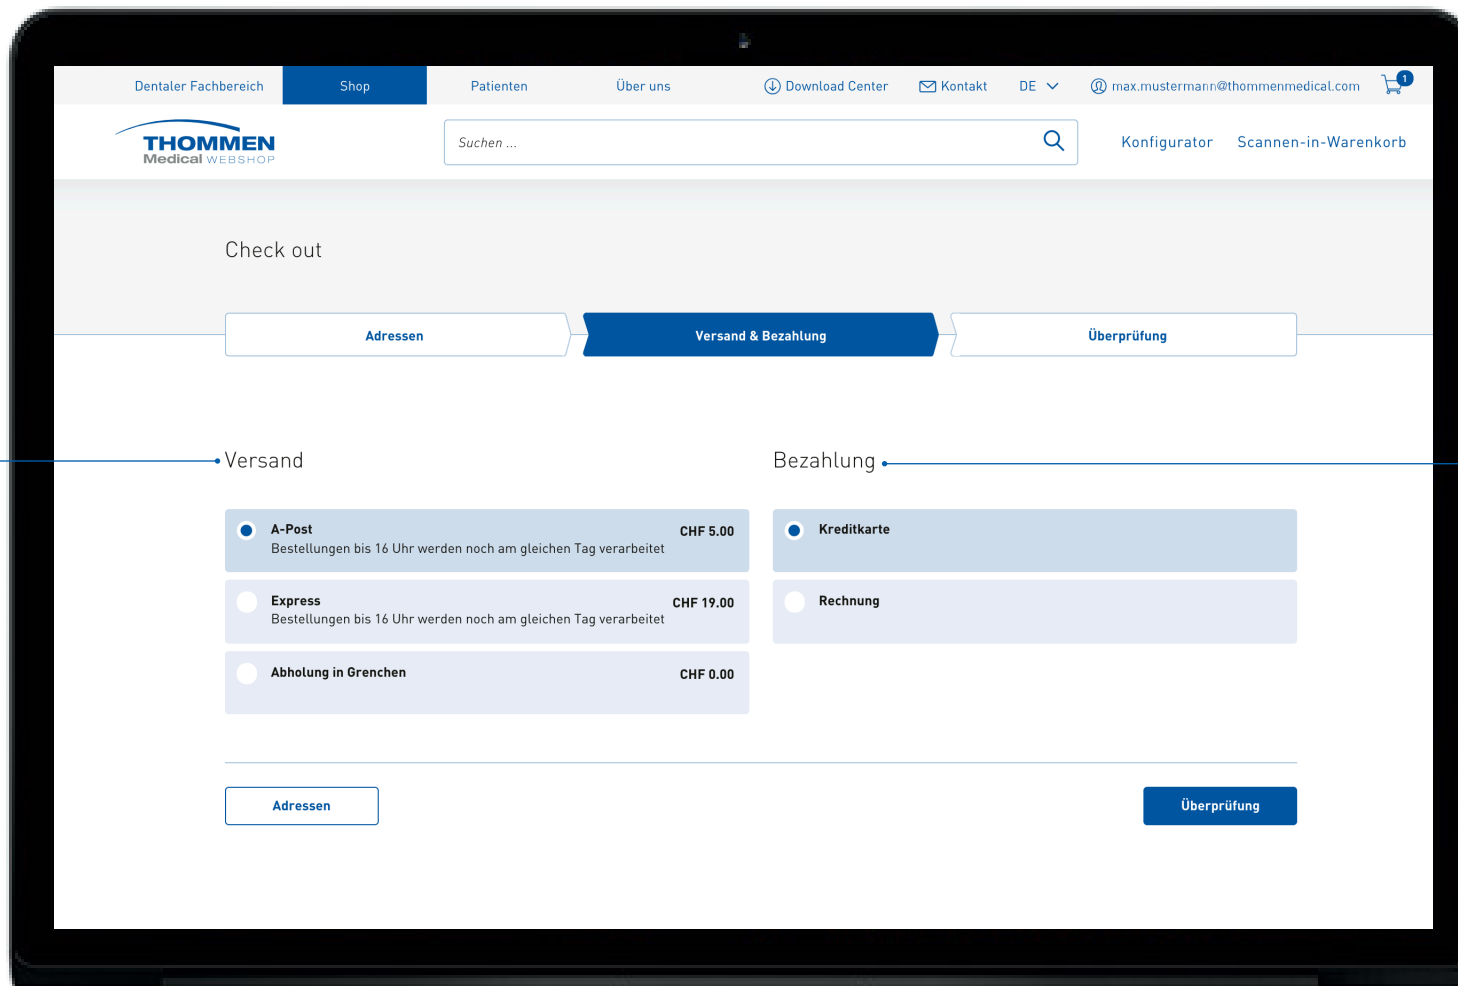 Dentaler Fachbereich Shop Patienten Über uns Download Center Kontakt DE max.mustermann@thommenmedical.com 1
THOMMEN
Medical WEBSHOP
Suchen ...
Konfigurator Scannen-in-Warenkorb
Check out
Adressen Versand & Bezahlung Überprüfung
Versand Bezahlung
A-Post CHF 5.00
Bestellungen bis 16 Uhr werden noch am gleichen Tag verarbeitet
Kreditkarte
Express CHF 19.00
Bestellungen bis 16 Uhr werden noch am gleichen Tag verarbeitet
Rechnung
Abholung in Grenchen CHF 0.00
Adressen Überprüfung